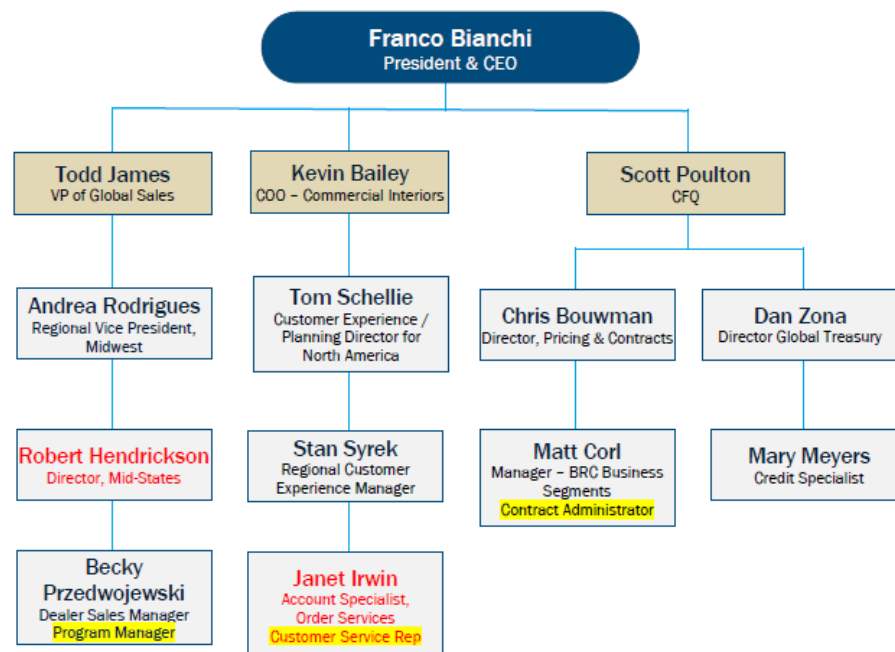 Franco Bianchi
President & CEO
Todd James
VP of Global Sales
Kevin Bailey
COO – Commercial Interiors
Scott Poulton
CFQ
Andrea Rodrigues
Regional Vice President,
Midwest
Tom Schellie
Customer Experience /
Planning Director for
North America
Chris Bouwman
Director, Pricing & Contracts
Dan Zona
Director Global Treasury
Robert Hendrickson
Director, Mid-States
Stan Syrek
Regional Customer
Experience Manager
Matt Corl
Manager – BRC Business
Segments
Contract Administrator
Mary Meyers
Credit Specialist
Becky
Przedwojewski
Dealer Sales Manager
Program Manager
Janet Irwin
Account Specialist,
Order Services
Customer Service Rep